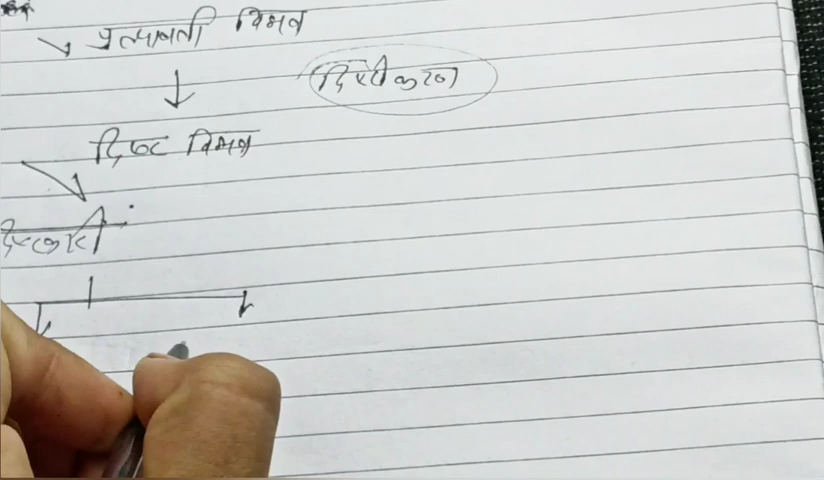 प्रत्यावर्ती विभव
दिष्टीकरण
दिष्ट विभव
दिष्टकारी